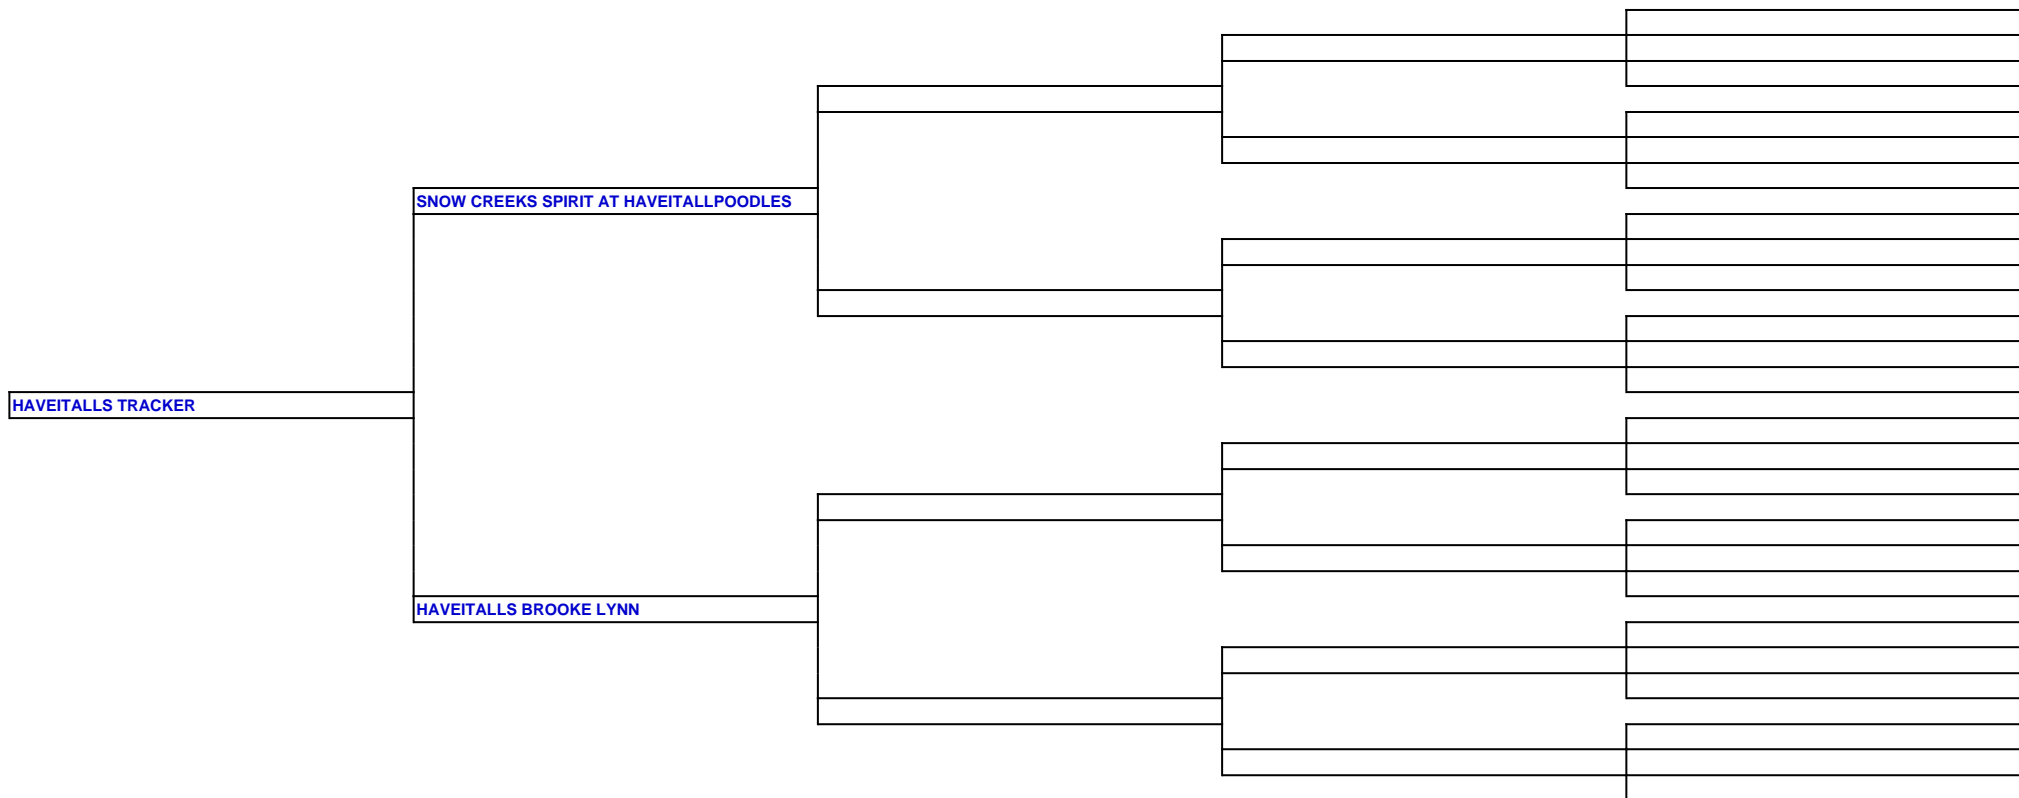 SNOW CREEKS SPIRIT AT HAVEITALLPOODLES
HAVEITALLS TRACKER
HAVEITALLS BROOKE LYNN